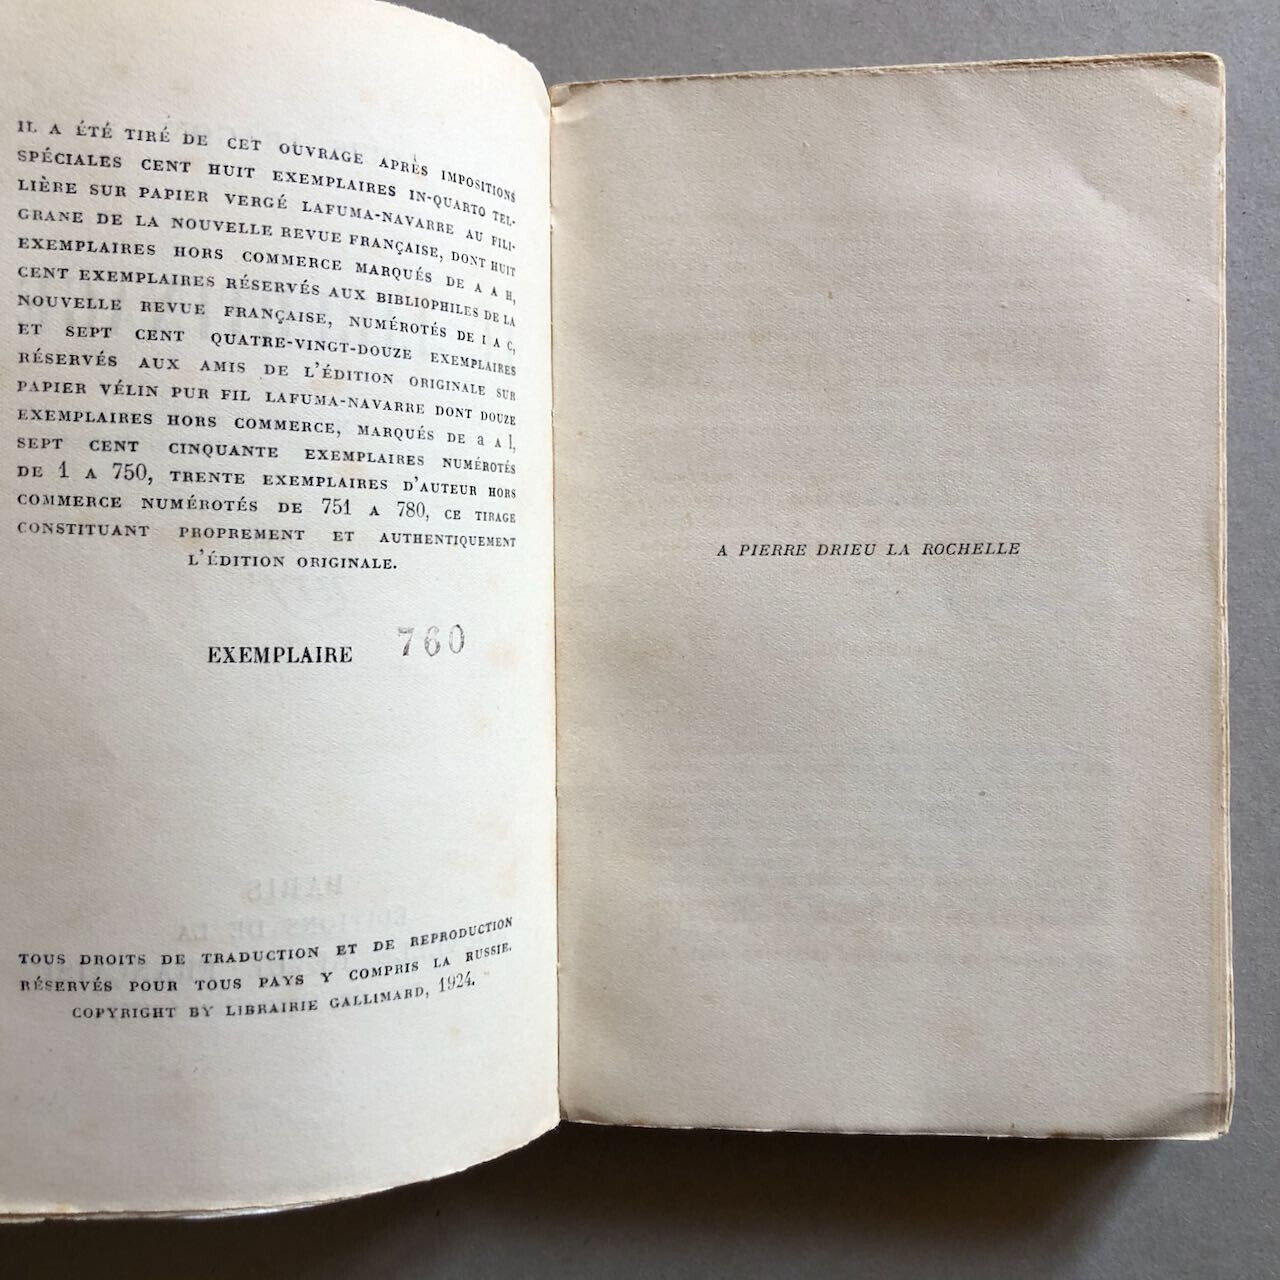 IL A ÉTÉ TIRÉ DE CET OUVRAGE APRÈS IMPOSITIONS
SPÉCIALES CENT HUIT EXEMPLAIRES IN-QUARTO TEL-
LIÈRE SUR PAPIER VERGÉ LAFUMA-NAVARRE AU FILI-
GRANE DE LA NOUVELLE REVUE FRANÇAISE, DONT HUIT
EXEMPLAIRES HORS COMMERCE MARQUÉS DE A A H,
CENT EXEMPLAIRES RÉSERVÉS AUX BIBLIOPHILES DE LA
NOUVELLE REVUE FRANÇAISE, NUMÉROTÉS DE I A C,
ET SEPT CENT QUATRE-VINGT-DOUZE EXEMPLAIRES
RÉSERVÉS AUX AMIS DE L'ÉDITION ORIGINALE SUR
PAPIER VÉLIN PUR FIL LAFUMA-NAVARRE DONT DOUZE
EXEMPLAIRES HORS COMMERCE, MARQUÉS DE a A l,
SEPT CENT CINQUANTE EXEMPLAIRES NUMÉROTÉS
DE 1 A 750, TRENTE EXEMPLAIRES D'AUTEUR HORS
COMMERCE NUMÉROTÉS DE 751 A 780, CE TIRAGE
CONSTITUANT PROPREMENT ET AUTHENTIQUEMENT
L'ÉDITION ORIGINALE.
EXEMPLAIRE 760
TOUS DROITS DE TRADUCTION ET DE REPRODUCTION
RÉSERVÉS POUR TOUS PAYS Y COMPRIS LA RUSSIE.
COPYRIGHT BY LIBRAIRIE GALLIMARD, 1924.
A PIERRE DRIEU LA ROCHELLE